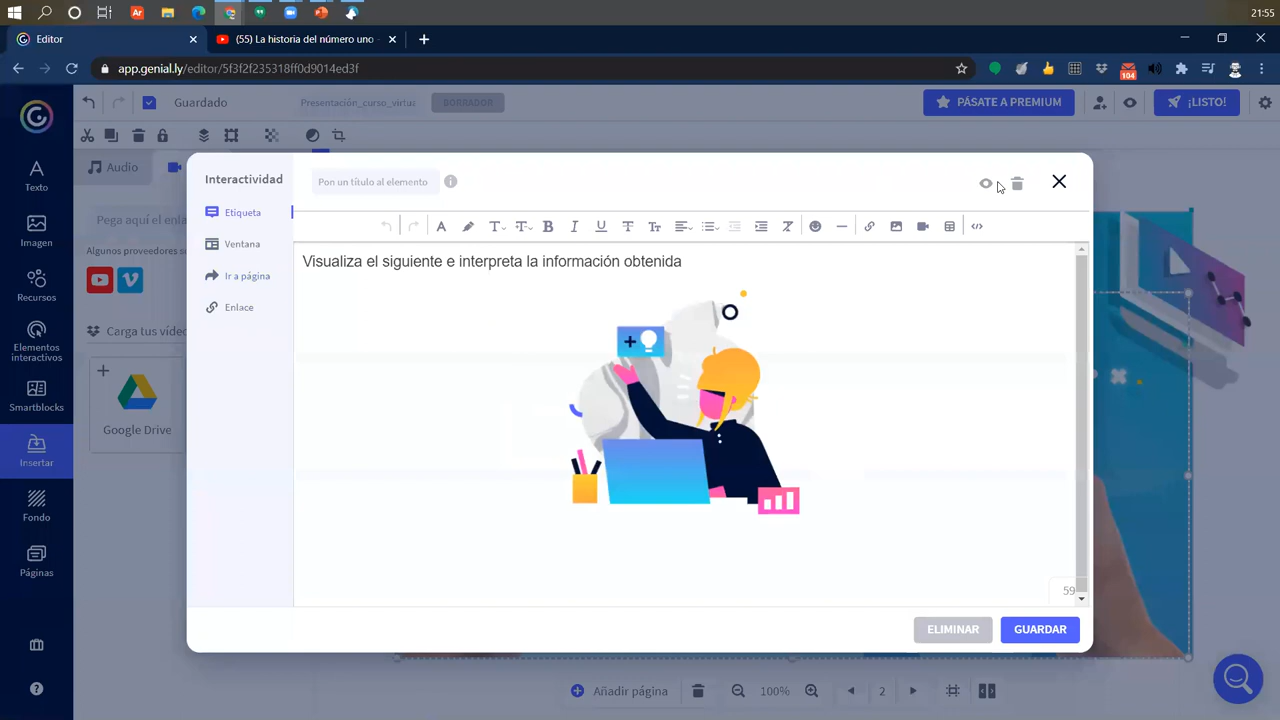 21:55
Editor
(55) La historia del número uno
app.genial.ly/editor/5f3f2f235318ff0d9014ed3f
104
Guardado
Presentación_curso_virtua
BORRADOR
PÁSATE A PREMIUM
¡LISTO!
Texto
Imagen
Recursos
Elementos
interactivos
Smartblocks
Insertar
Fondo
Páginas
Audio
Pega aquí el enla
Algunos proveedores s
Carga tus víde
Google Drive
Interactividad
Etiqueta
Ventana
Ir a página
Enlace
Pon un título al elemento
Visualiza el siguiente e interpreta la información obtenida
59
ELIMINAR
GUARDAR
Añadir página
100%
2